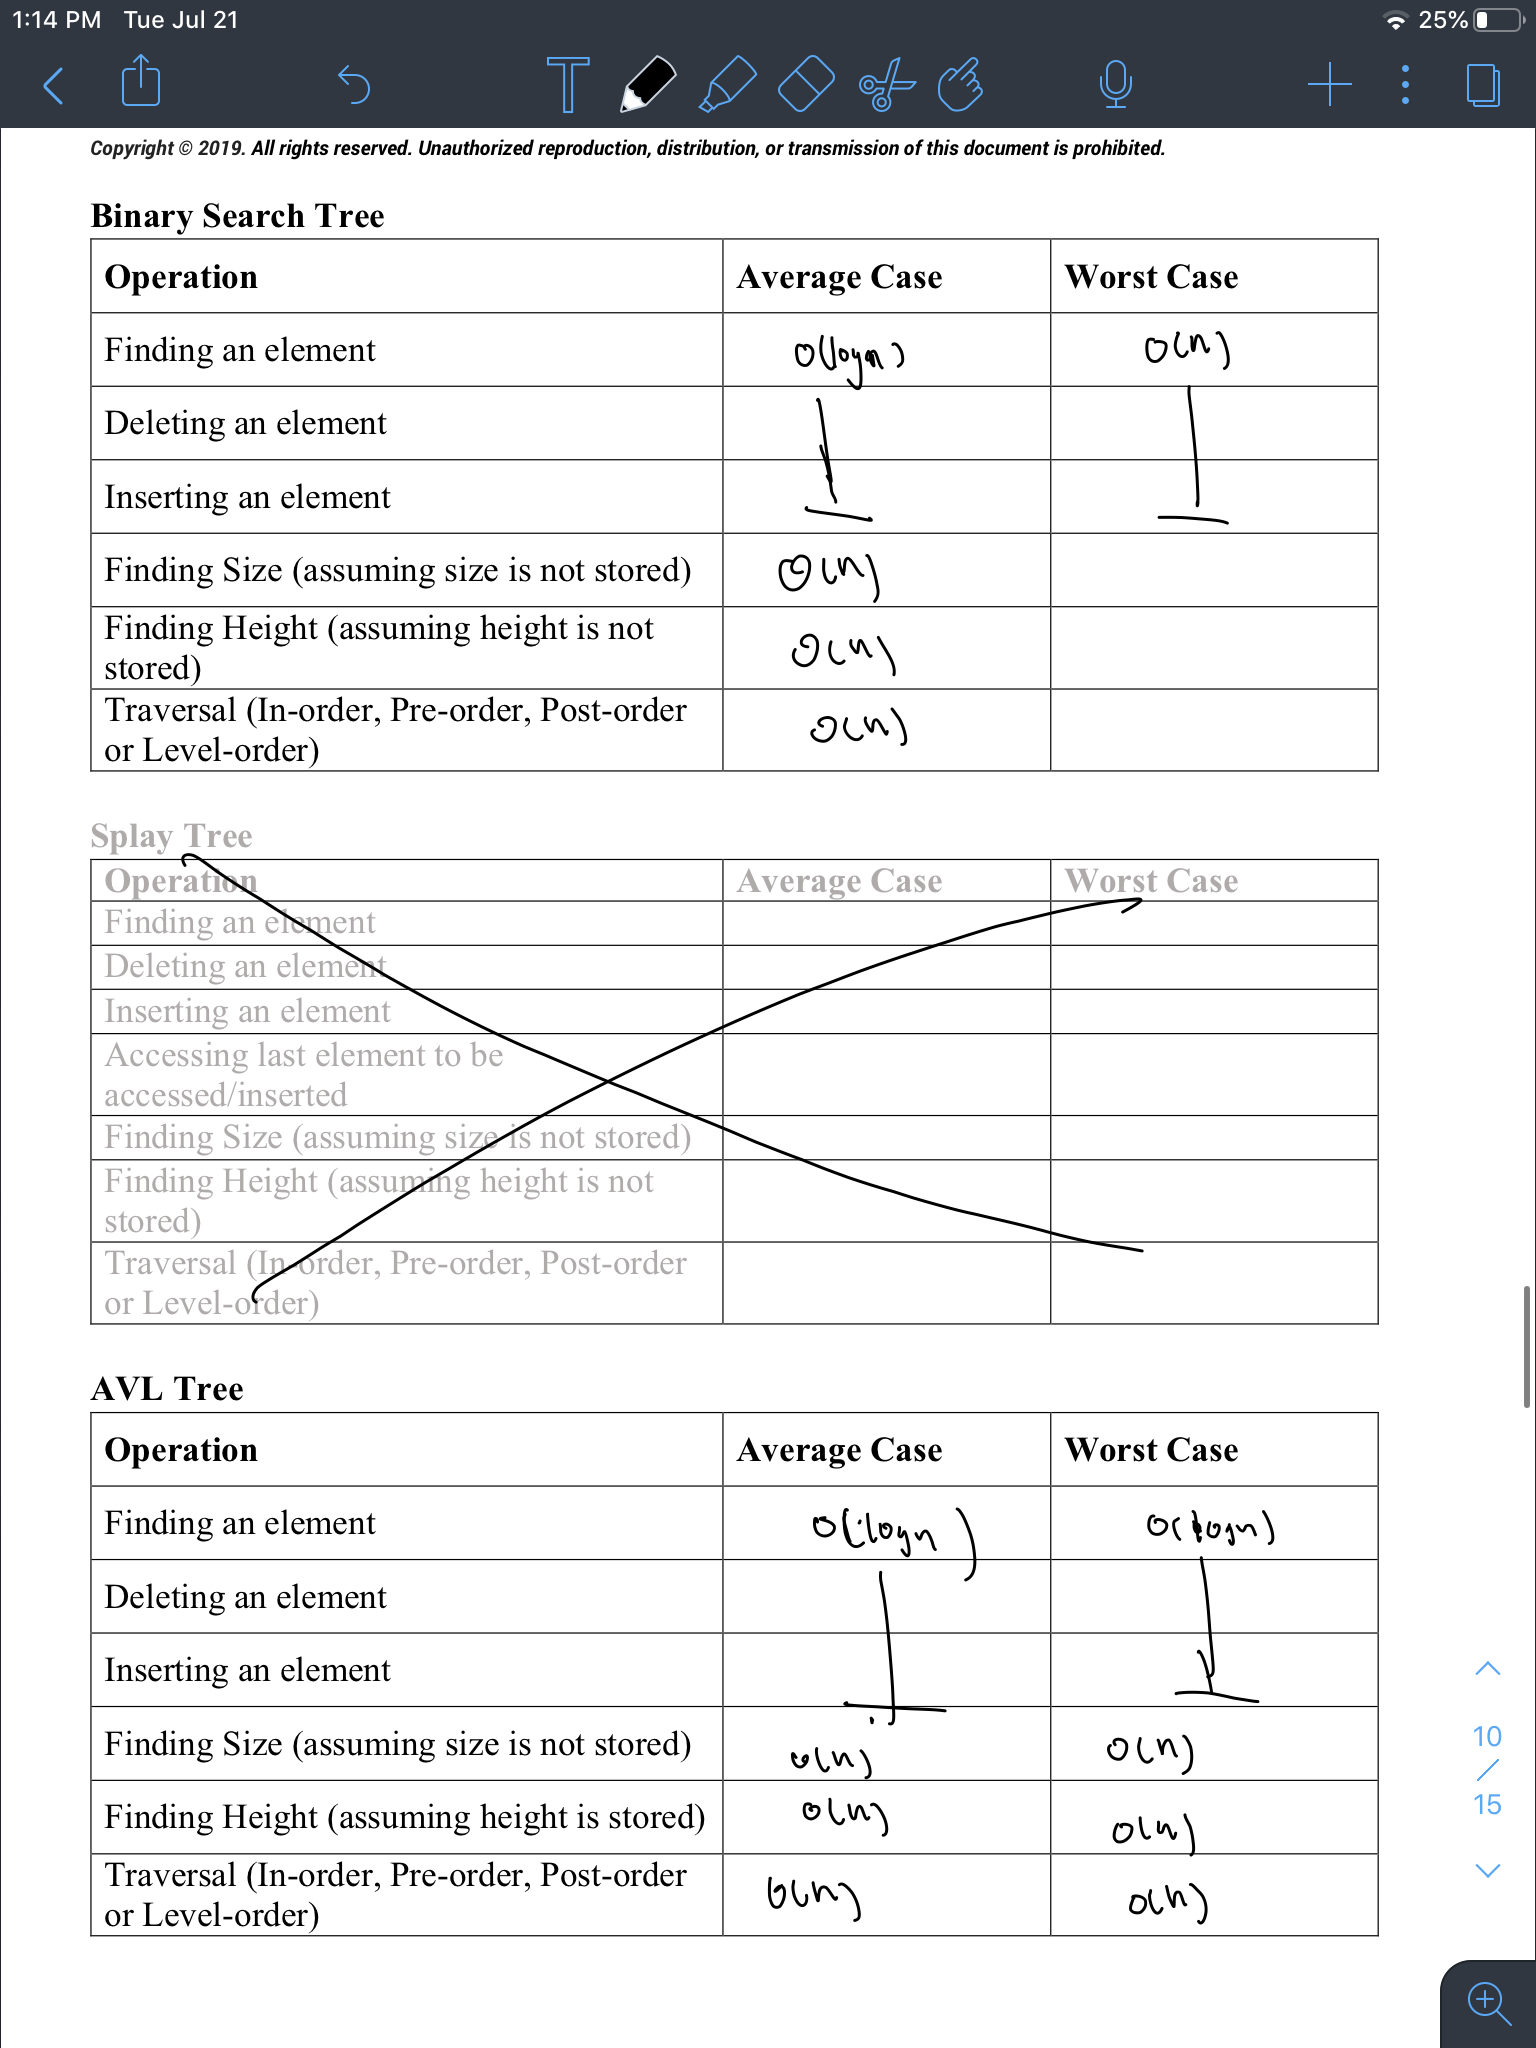 1:14 PM Tue Jul 21 25%
Copyright © 2019. All rights reserved. Unauthorized reproduction, distribution, or transmission of this document is prohibited.
Binary Search Tree
Operation Average Case Worst Case
Finding an element O(logn) O(n)
Deleting an element
Inserting an element
Finding Size (assuming size is not stored) O(n)
Finding Height (assuming height is not
stored) O(n)
Traversal (In-order, Pre-order, Post-order
or Level-order) O(n)
Splay Tree
Operation Average Case Worst Case
Finding an element
Deleting an element
Inserting an element
Accessing last element to be
accessed/inserted
Finding Size (assuming size is not stored)
Finding Height (assuming height is not
stored)
Traversal (In-order, Pre-order, Post-order
or Level-order)
AVL Tree
Operation Average Case Worst Case
Finding an element O(logn) O(logn)
Deleting an element
Inserting an element
Finding Size (assuming size is not stored) O(n) O(n)
Finding Height (assuming height is stored) O(n) O(n)
Traversal (In-order, Pre-order, Post-order
or Level-order) O(n) O(n)
10
/
15